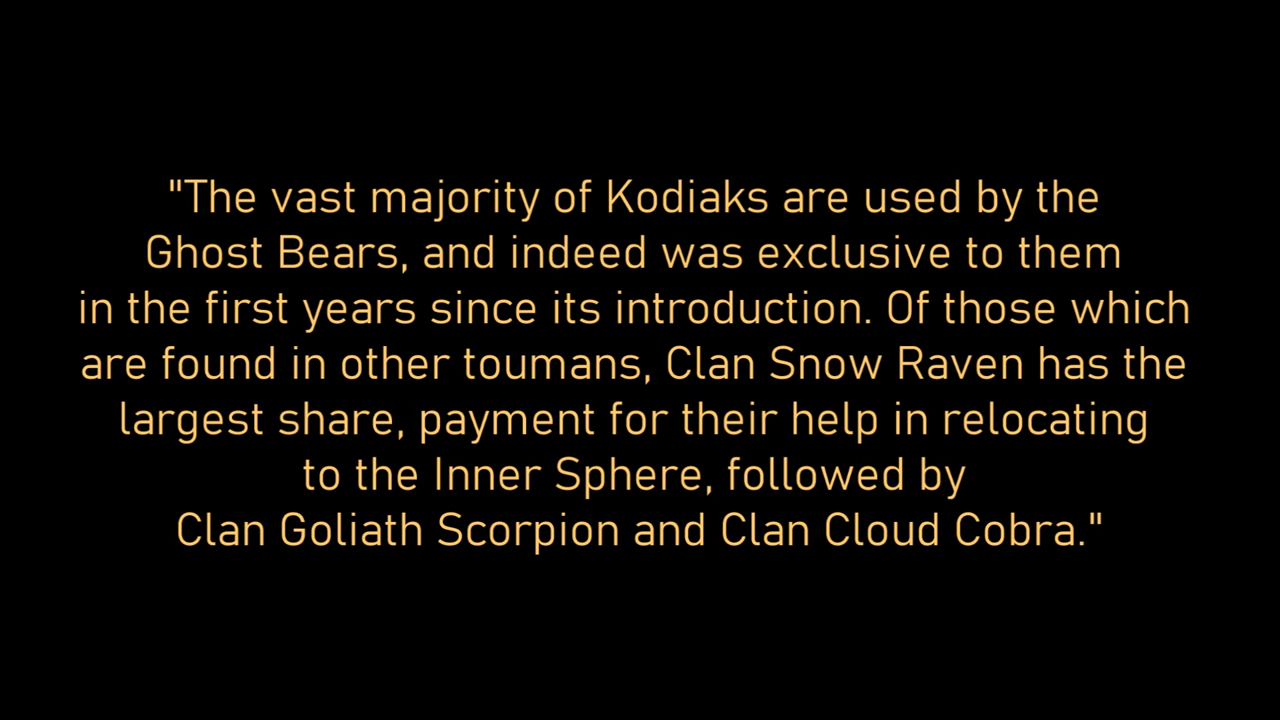 "The vast majority of Kodiaks are used by the
Ghost Bears, and indeed was exclusive to them
in the first years since its introduction. Of those which
are found in other toumans, Clan Snow Raven has the
largest share, payment for their help in relocating
to the Inner Sphere, followed by
Clan Goliath Scorpion and Clan Cloud Cobra."